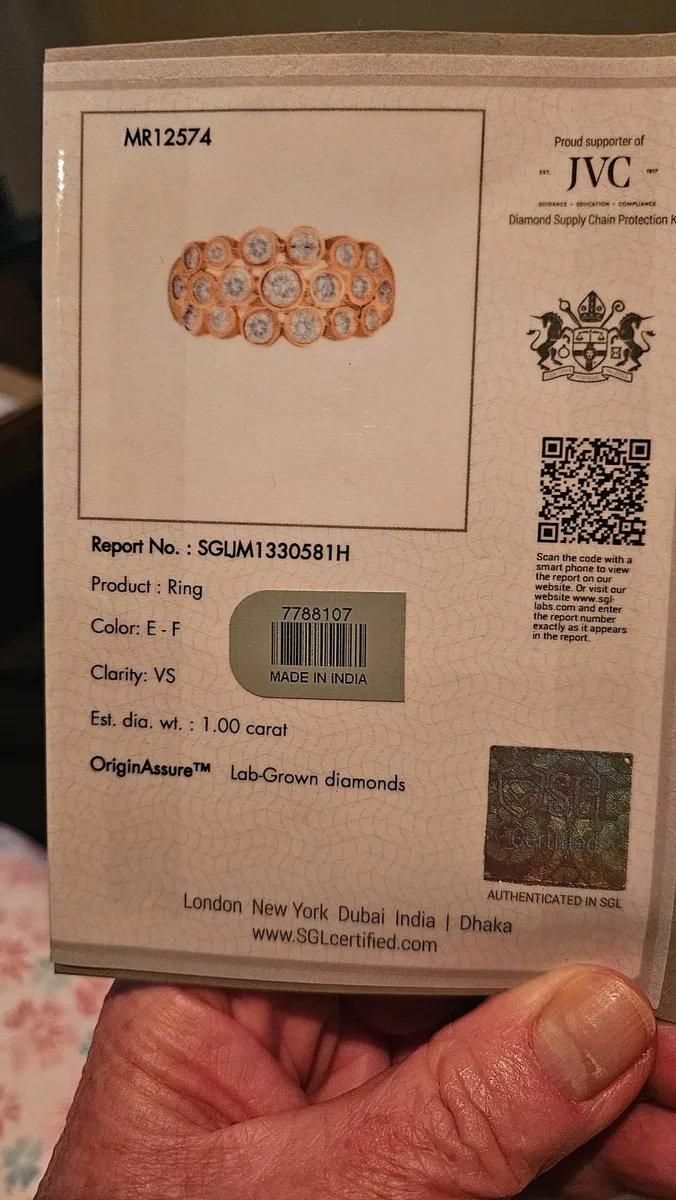 MR12574
Proud supporter of
EST. JVC 1917
GUIDANCE • EDUCATION • COMPLIANCE
Diamond Supply Chain Protection K
Scan the code with a
smart phone to view
the report on our
website. Or visit our
website www.sgl-
labs.com and enter
the report number
exactly as it appears
in the report.
Report No. : SGLJM1330581H
Product : Ring
Color: E - F
Clarity: VS
Est. dia. wt. : 1.00 carat
OriginAssure™ Lab-Grown diamonds
7788107
MADE IN INDIA
SGL
Certified
AUTHENTICATED IN SGL
London New York Dubai India | Dhaka
www.SGLcertified.com